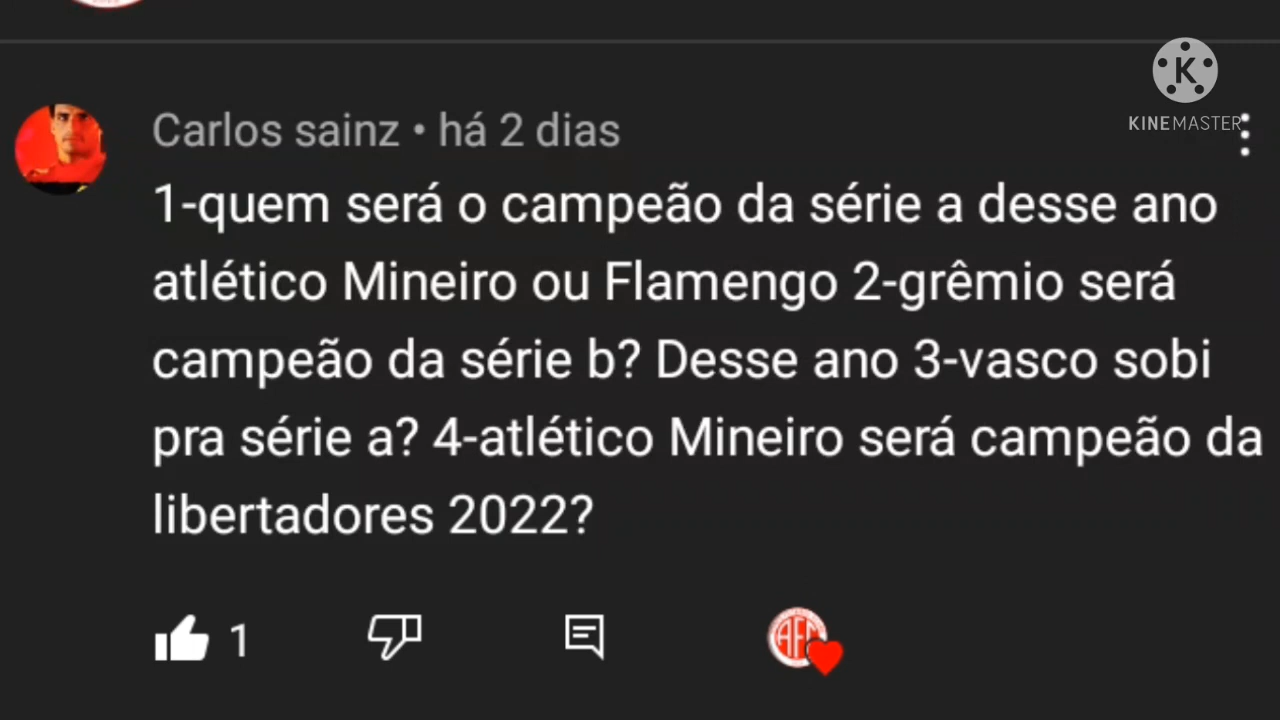 KINEMASTER
Carlos sainz • há 2 dias
1-quem será o campeão da série a desse ano
atlético Mineiro ou Flamengo 2-grêmio será
campeão da série b? Desse ano 3-vasco sobi
pra série a? 4-atlético Mineiro será campeão da
libertadores 2022?
1
AFC